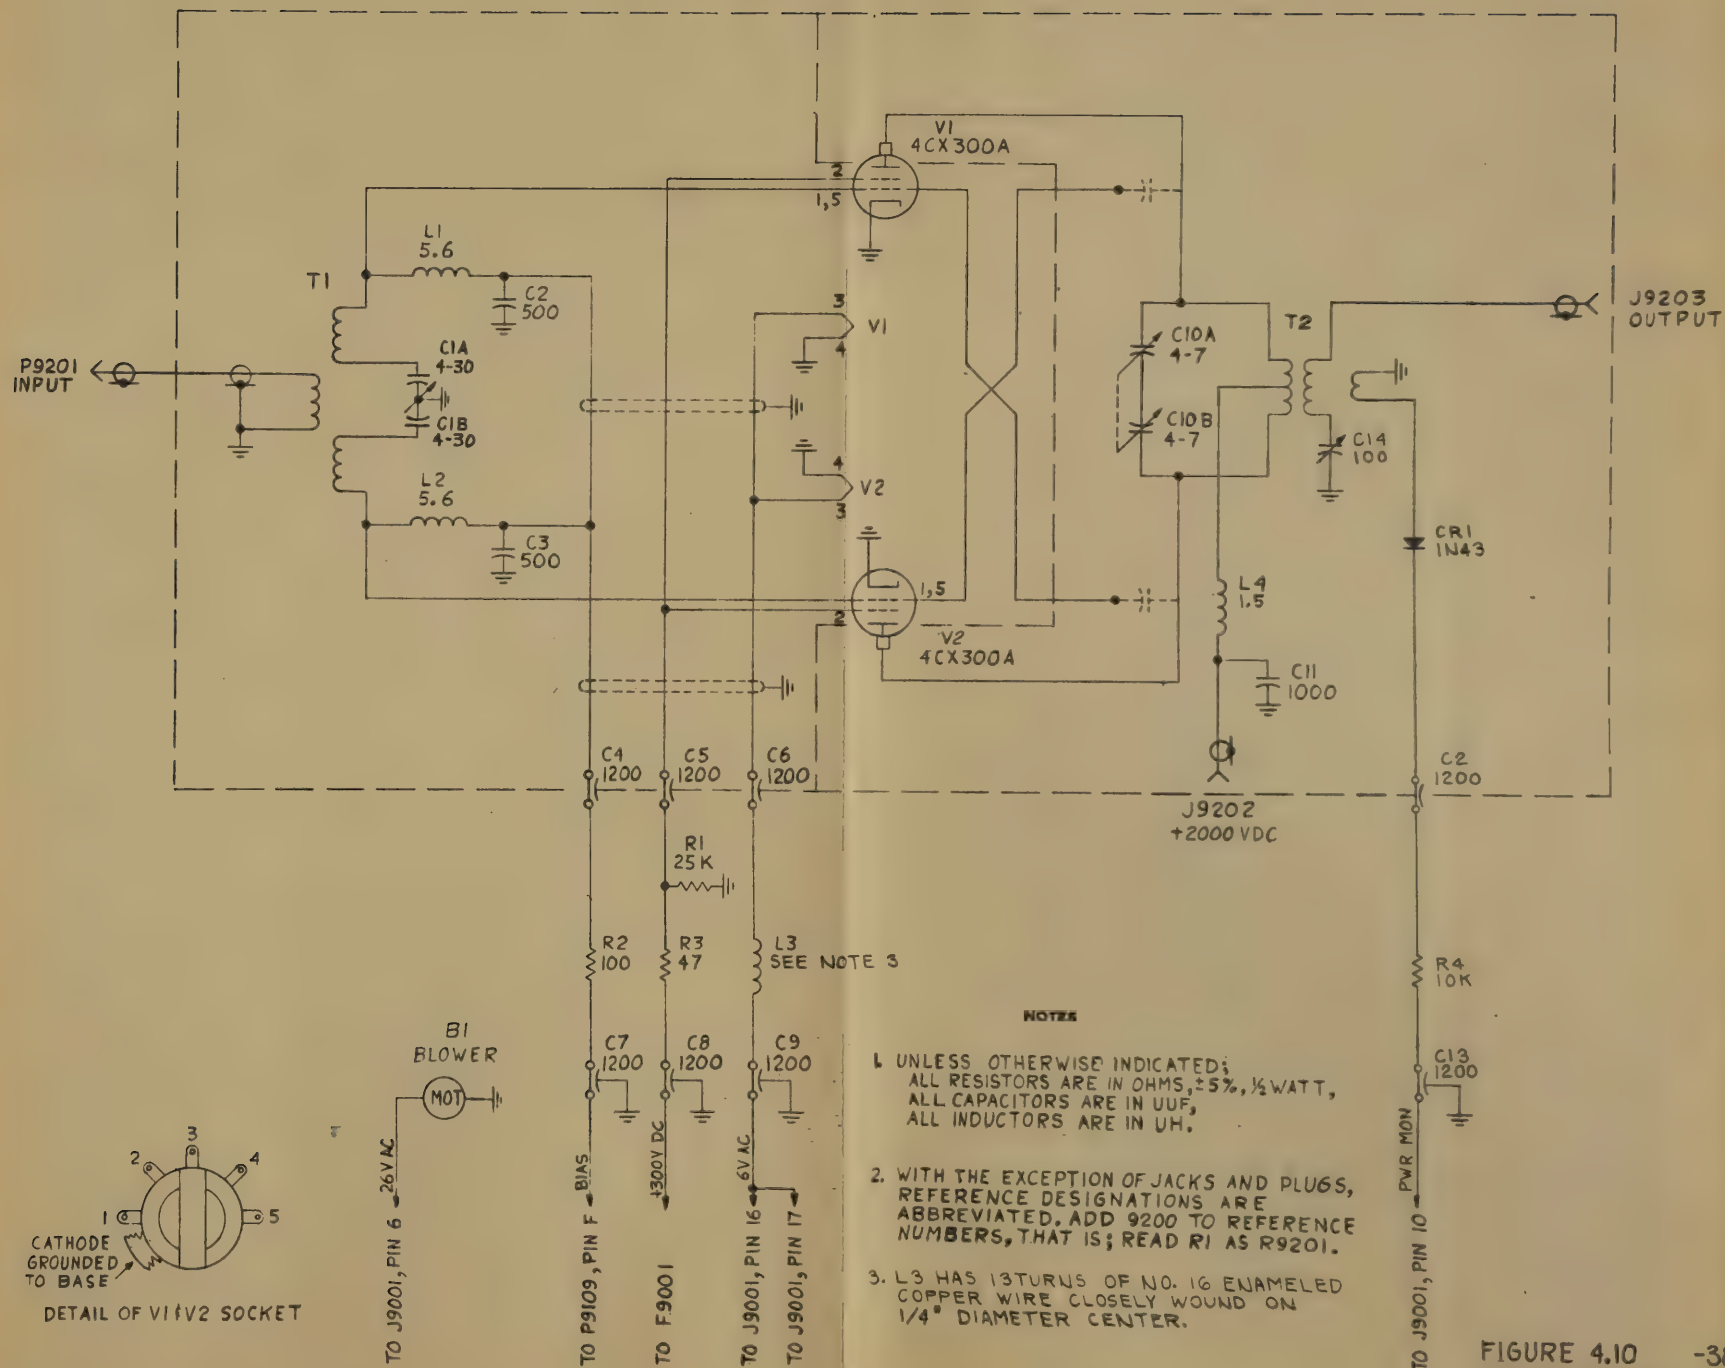 V1
4CX300A
2
1,5
L1
5.6
T1
C2
500
3
V1
4
J9203
OUTPUT
T2
C10A
4-7
C1A
4-30
P9201
INPUT
C1B
4-30
C10B
4-7
C14
100
4
V2
3
L2
5.6
C3
500
CR1
1N43
1,5
2
L4
1.5
V2
4CX300A
C11
1000
C4
1200
C5
1200
C6
1200
C2
1200
J9202
+2000 VDC
R1
25K
R2
100
R3
47
L3
SEE NOTE 3
R4
10K
B1
BLOWER
MOT
C7
1200
C8
1200
C9
1200
C13
1200
26VAC
BIAS
+300V DC
6V AC
PWR MON
TO J9001, PIN 6
TO P9109, PIN F
TO F9001
TO J9001, PIN 16
TO J9001, PIN 17
TO J9001, PIN 10
1
2
3
4
5
CATHODE
GROUNDED
TO BASE
DETAIL OF V1&V2 SOCKET
NOTES
1. UNLESS OTHERWISE INDICATED;
ALL RESISTORS ARE IN OHMS, ±5%, ½ WATT,
ALL CAPACITORS ARE IN UUF,
ALL INDUCTORS ARE IN UH.
2. WITH THE EXCEPTION OF JACKS AND PLUGS,
REFERENCE DESIGNATIONS ARE
ABBREVIATED. ADD 9200 TO REFERENCE
NUMBERS, THAT IS; READ R1 AS R9201.
3. L3 HAS 13TURNS OF NO. 16 ENAMELED
COPPER WIRE CLOSELY WOUND ON
1/4" DIAMETER CENTER.
FIGURE 4.10